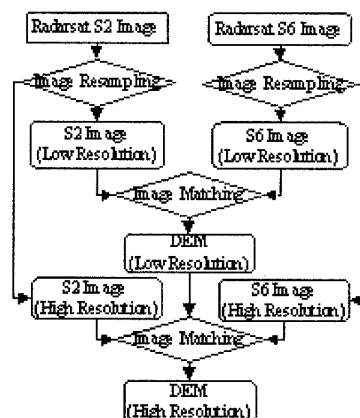 Radarsat S2 Image
Radarsat S6 Image
Image Resampling
Image Resampling
S2 Image
(Low Resolution)
S6 Image
(Low Resolution)
Image Matching
DEM
(Low Resolution)
S2 Image
(High Resolution)
S6 Image
(High Resolution)
Image Matching
DEM
(High Resolution)